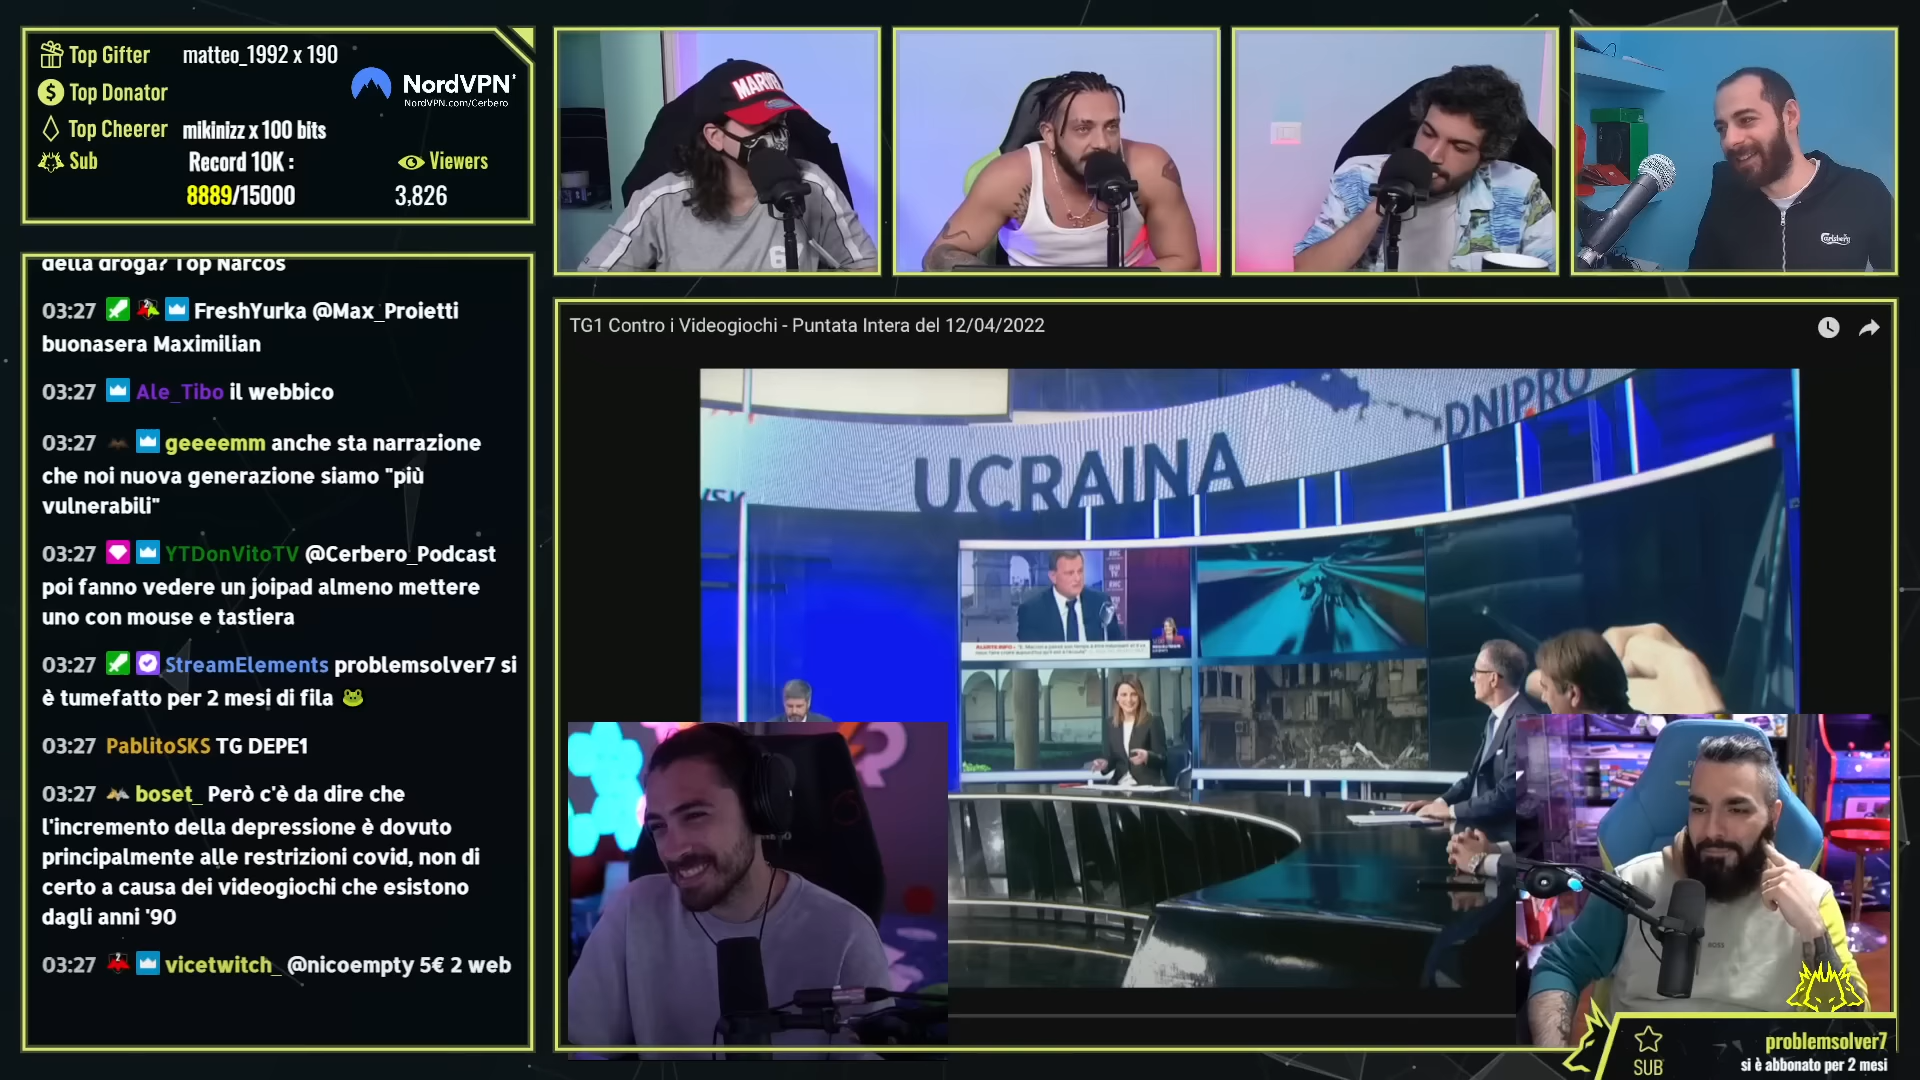 Top Gifter matteo_1992 x 190
Top Donator
Top Cheerer mikinizz x 100 bits
Sub Record 10K :
8889/15000
NordVPN
NordVPN.com/Cerbero
Viewers
3,826
della droga? Top Narcos
03:27 FreshYurka @Max_Proietti
buonasera Maximilian
03:27 Ale_Tibo il webbico
03:27 geeeemm anche sta narrazione
che noi nuova generazione siamo "più
vulnerabili"
03:27 YTDonVitoTV @Cerbero_Podcast
poi fanno vedere un joipad almeno mettere
uno con mouse e tastiera
03:27 StreamElements problemsolver7 si
è tumefatto per 2 mesi di fila
03:27 PablitoSKS TG DEPE1
03:27 boset_ Però c'è da dire che
l'incremento della depressione è dovuto
principalmente alle restrizioni covid, non di
certo a causa dei videogiochi che esistono
dagli anni '90
03:27 vicetwitch_ @nicoempty 5€ 2 web
MARVEL
Carlsberg
TG1 Contro i Videogiochi - Puntata Intera del 12/04/2022
UCRAINA
DNIPRO
BOSS
SUB
problemsolver7
si è abbonato per 2 mesi